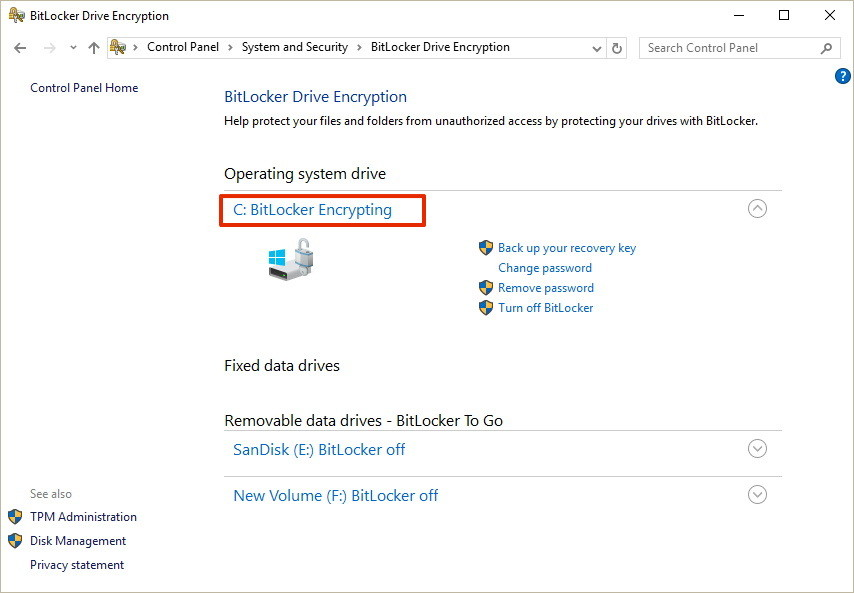 BitLocker Drive Encryption
Control Panel > System and Security > BitLocker Drive Encryption
Search Control Panel
?
Control Panel Home
BitLocker Drive Encryption
Help protect your files and folders from unauthorized access by protecting your drives with BitLocker.
Operating system drive
C: BitLocker Encrypting
Back up your recovery key
Change password
Remove password
Turn off BitLocker
Fixed data drives
Removable data drives - BitLocker To Go
SanDisk (E:) BitLocker off
New Volume (F:) BitLocker off
See also
TPM Administration
Disk Management
Privacy statement